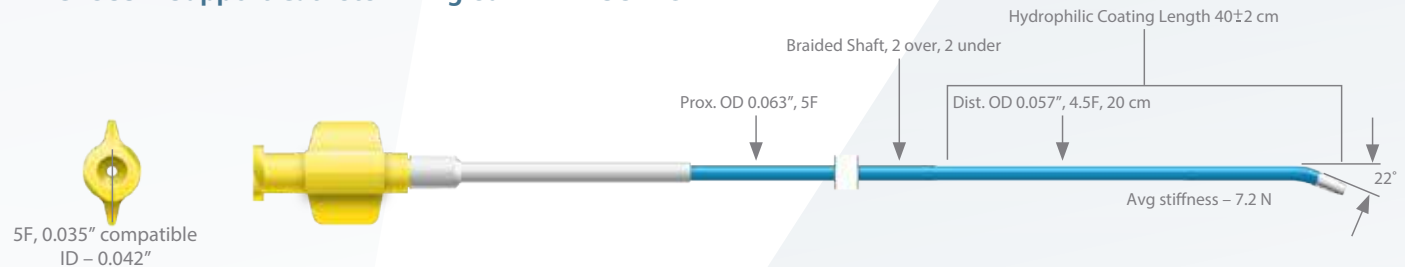 Hydrophilic Coating Length 40±2 cm
Braided Shaft, 2 over, 2 under
Prox. OD 0.063”, 5F
Dist. OD 0.057”, 4.5F, 20 cm
22°
Avg stiffness – 7.2 N
5F, 0.035” compatible
ID – 0.042”